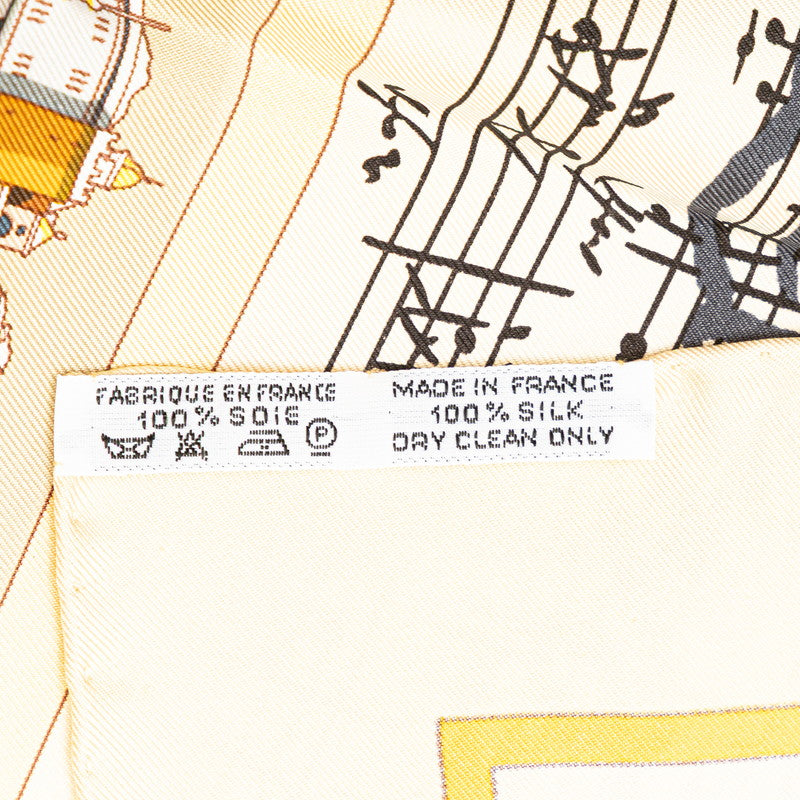 FABRIQUE EN FRANCE
100% SOIE
P
MADE IN FRANCE
100% SILK
DRY CLEAN ONLY